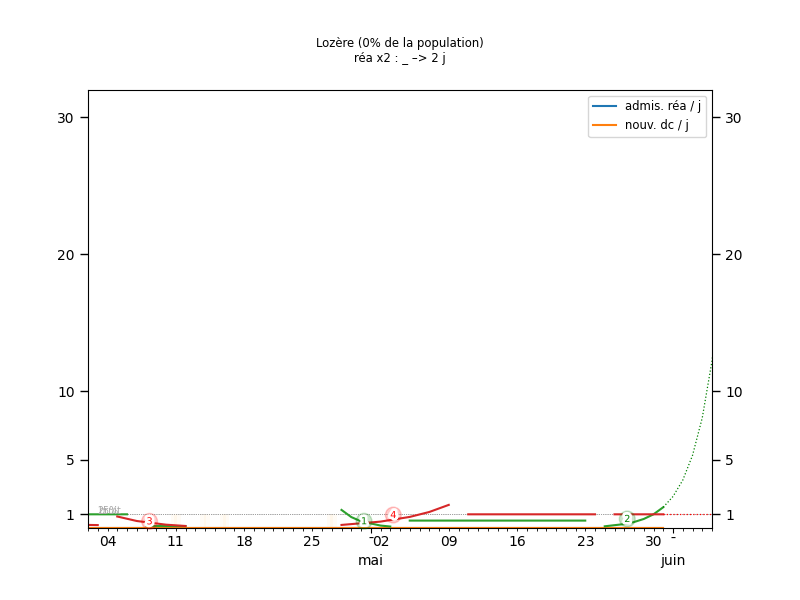 Lozère (0% de la population)
réa x2 : _ –> 2 j
admis. réa / j
nouv. dc / j
30 30
20 20
10 10
5 5
1 1
3 1 4 2
04 11 18 25 02 09 16 23 30
mai juin